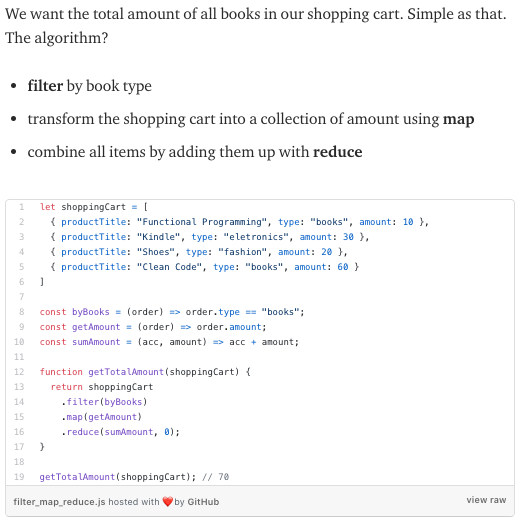 We want the total amount of all books in our shopping cart. Simple as that.
The algorithm?
• filter by book type
• transform the shopping cart into a collection of amount using map
• combine all items by adding them up with reduce
1 let shoppingCart = [
2 { productTitle: "Functional Programming", type: "books", amount: 10 },
3 { productTitle: "Kindle", type: "eletronics", amount: 30 },
4 { productTitle: "Shoes", type: "fashion", amount: 20 },
5 { productTitle: "Clean Code", type: "books", amount: 60 }
6 ]
7
8 const byBooks = (order) => order.type == "books";
9 const getAmount = (order) => order.amount;
10 const sumAmount = (acc, amount) => acc + amount;
11
12 function getTotalAmount(shoppingCart) {
13 return shoppingCart
14 .filter(byBooks)
15 .map(getAmount)
16 .reduce(sumAmount, 0);
17 }
18
19 getTotalAmount(shoppingCart); // 70
filter_map_reduce.js hosted with ❤ by GitHub view raw